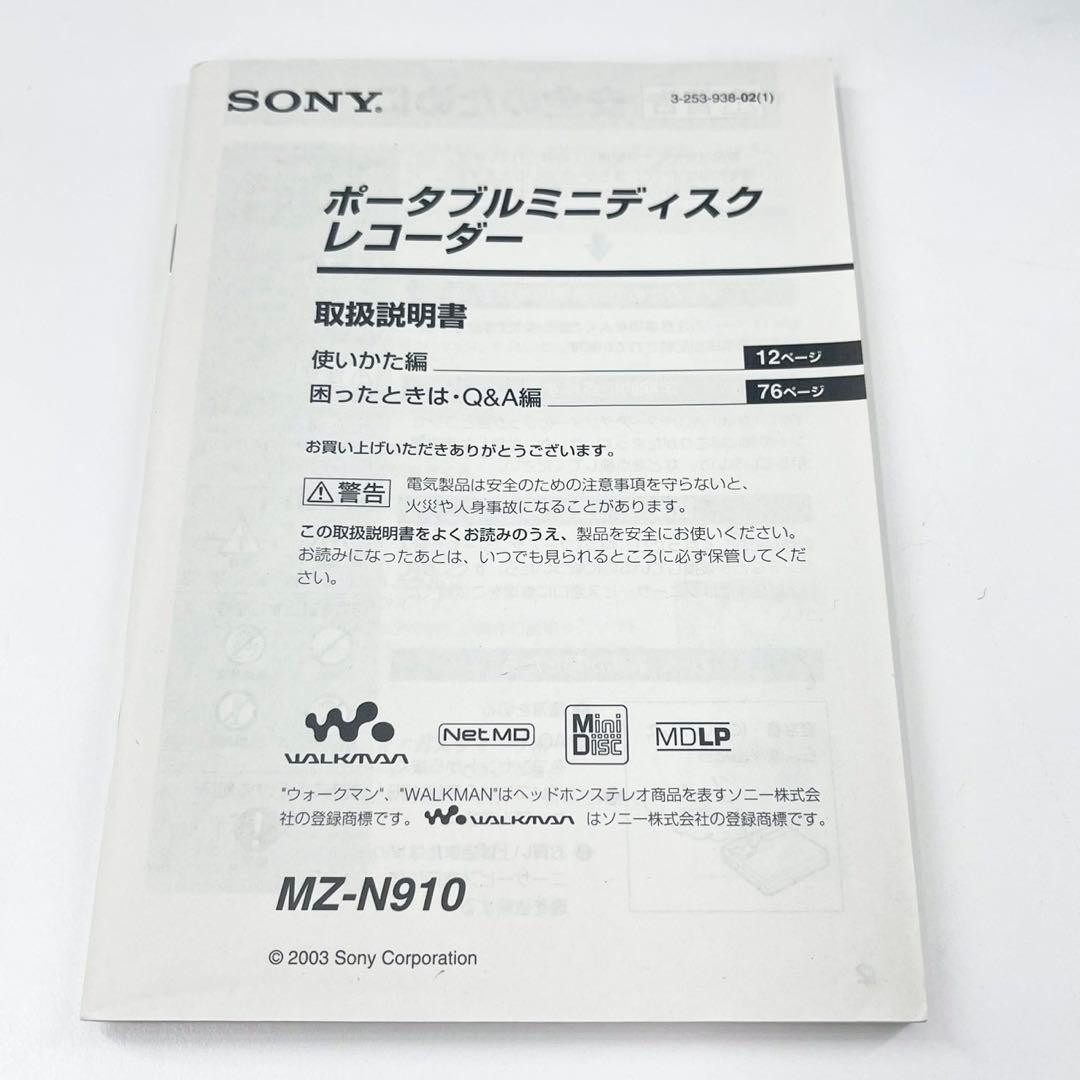 SONY®
3-253-938-02(1)
ポータブルミニディスク
レコーダー
取扱説明書
使いかた編 12ページ
困ったときは・Q&A編 76ページ
お買い上げいただきありがとうございます。
警告
電気製品は安全のための注意事項を守らないと、
火災や人身事故になることがあります。
この取扱説明書をよくお読みのうえ、製品を安全にお使いください。
お読みになったあとは、いつでも見られるところに必ず保管してくだ
さい。
WALKMAN
Net MD
Mini
Disc
MDLP
"ウォークマン"、"WALKMAN"はヘッドホンステレオ商品を表すソニー株式会
社の登録商標です。 WALKMAN はソニー株式会社の登録商標です。
MZ-N910
© 2003 Sony Corporation